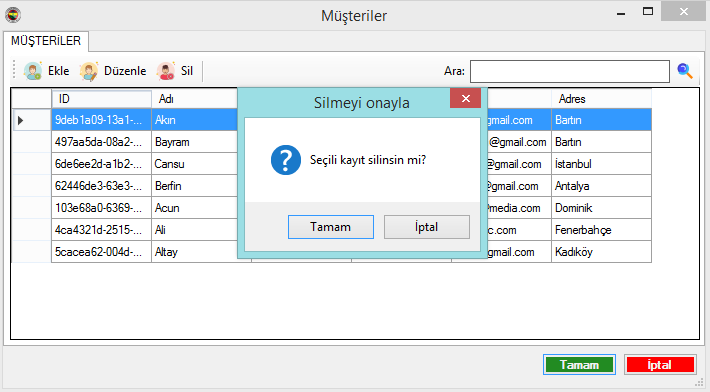 Müşteriler
MÜŞTERİLER
Ekle Düzenle Sil Ara:
ID Adı Adres
9deb1a09-13a1-... Akın gmail.com Bartın
497aa5da-08a2-... Bayram @gmail.com Bartın
6de6ee2d-a1b2-... Cansu @gmail.com İstanbul
62446de3-63e3-... Berfin @gmail.com Antalya
103e68a0-6369-... Acun @media.com Dominik
4ca4321d-2515-... Ali c.com Fenerbahçe
5cacea62-004d-... Altay gmail.com Kadıköy
Silmeyi onayla
Seçili kayıt silinsin mi?
Tamam İptal
Tamam İptal